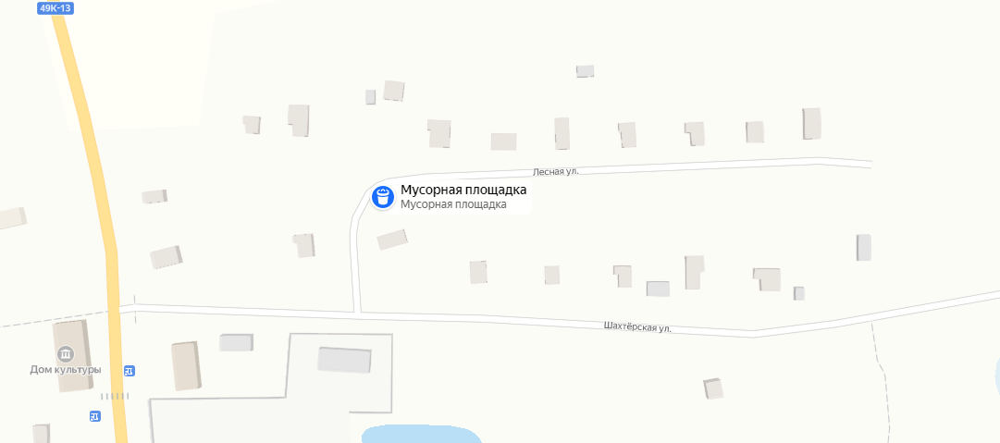 49К-13
Лесная ул.
Мусорная площадка
Мусорная площадка
Шахтёрская ул.
Дом культуры